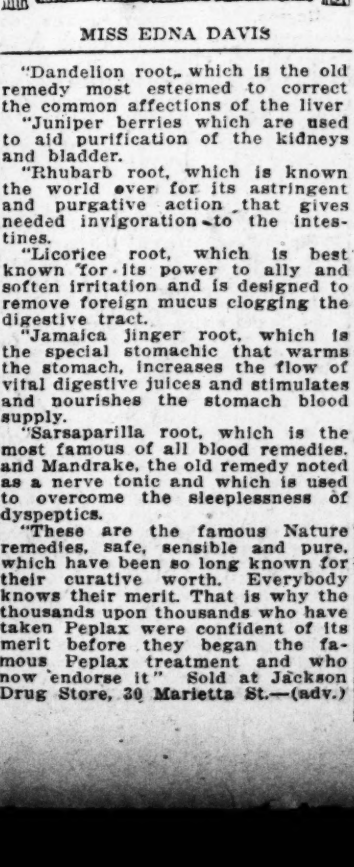 MISS EDNA DAVIS
"Dandelion root, which is the old
remedy most esteemed to correct
the common affections of the liver
"Juniper berries which are used
to aid purification of the kidneys
and bladder.
"Rhubarb root, which is known
the world over for its astringent
and purgative action that gives
needed invigoration to the intes-
tines.
"Licorice root, which is best
known for its power to ally and
soften irritation and is designed to
remove foreign mucus clogging the
digestive tract.
"Jamaica jinger root, which is
the special stomachic that warms
the stomach, increases the flow of
vital digestive juices and stimulates
and nourishes the stomach blood
supply.
"Sarsaparilla root, which is the
most famous of all blood remedies.
and Mandrake, the old remedy noted
as a nerve tonic and which is used
to overcome the sleeplessness of
dyspeptics.
"These are the famous Nature
remedies, safe, sensible and pure.
which have been so long known for
their curative worth. Everybody
knows their merit. That is why the
thousands upon thousands who have
taken Peplax were confident of its
merit before they began the fa-
mous Peplax treatment and who
now endorse it" Sold at Jackson
Drug Store, 30 Marietta St.—(adv.)